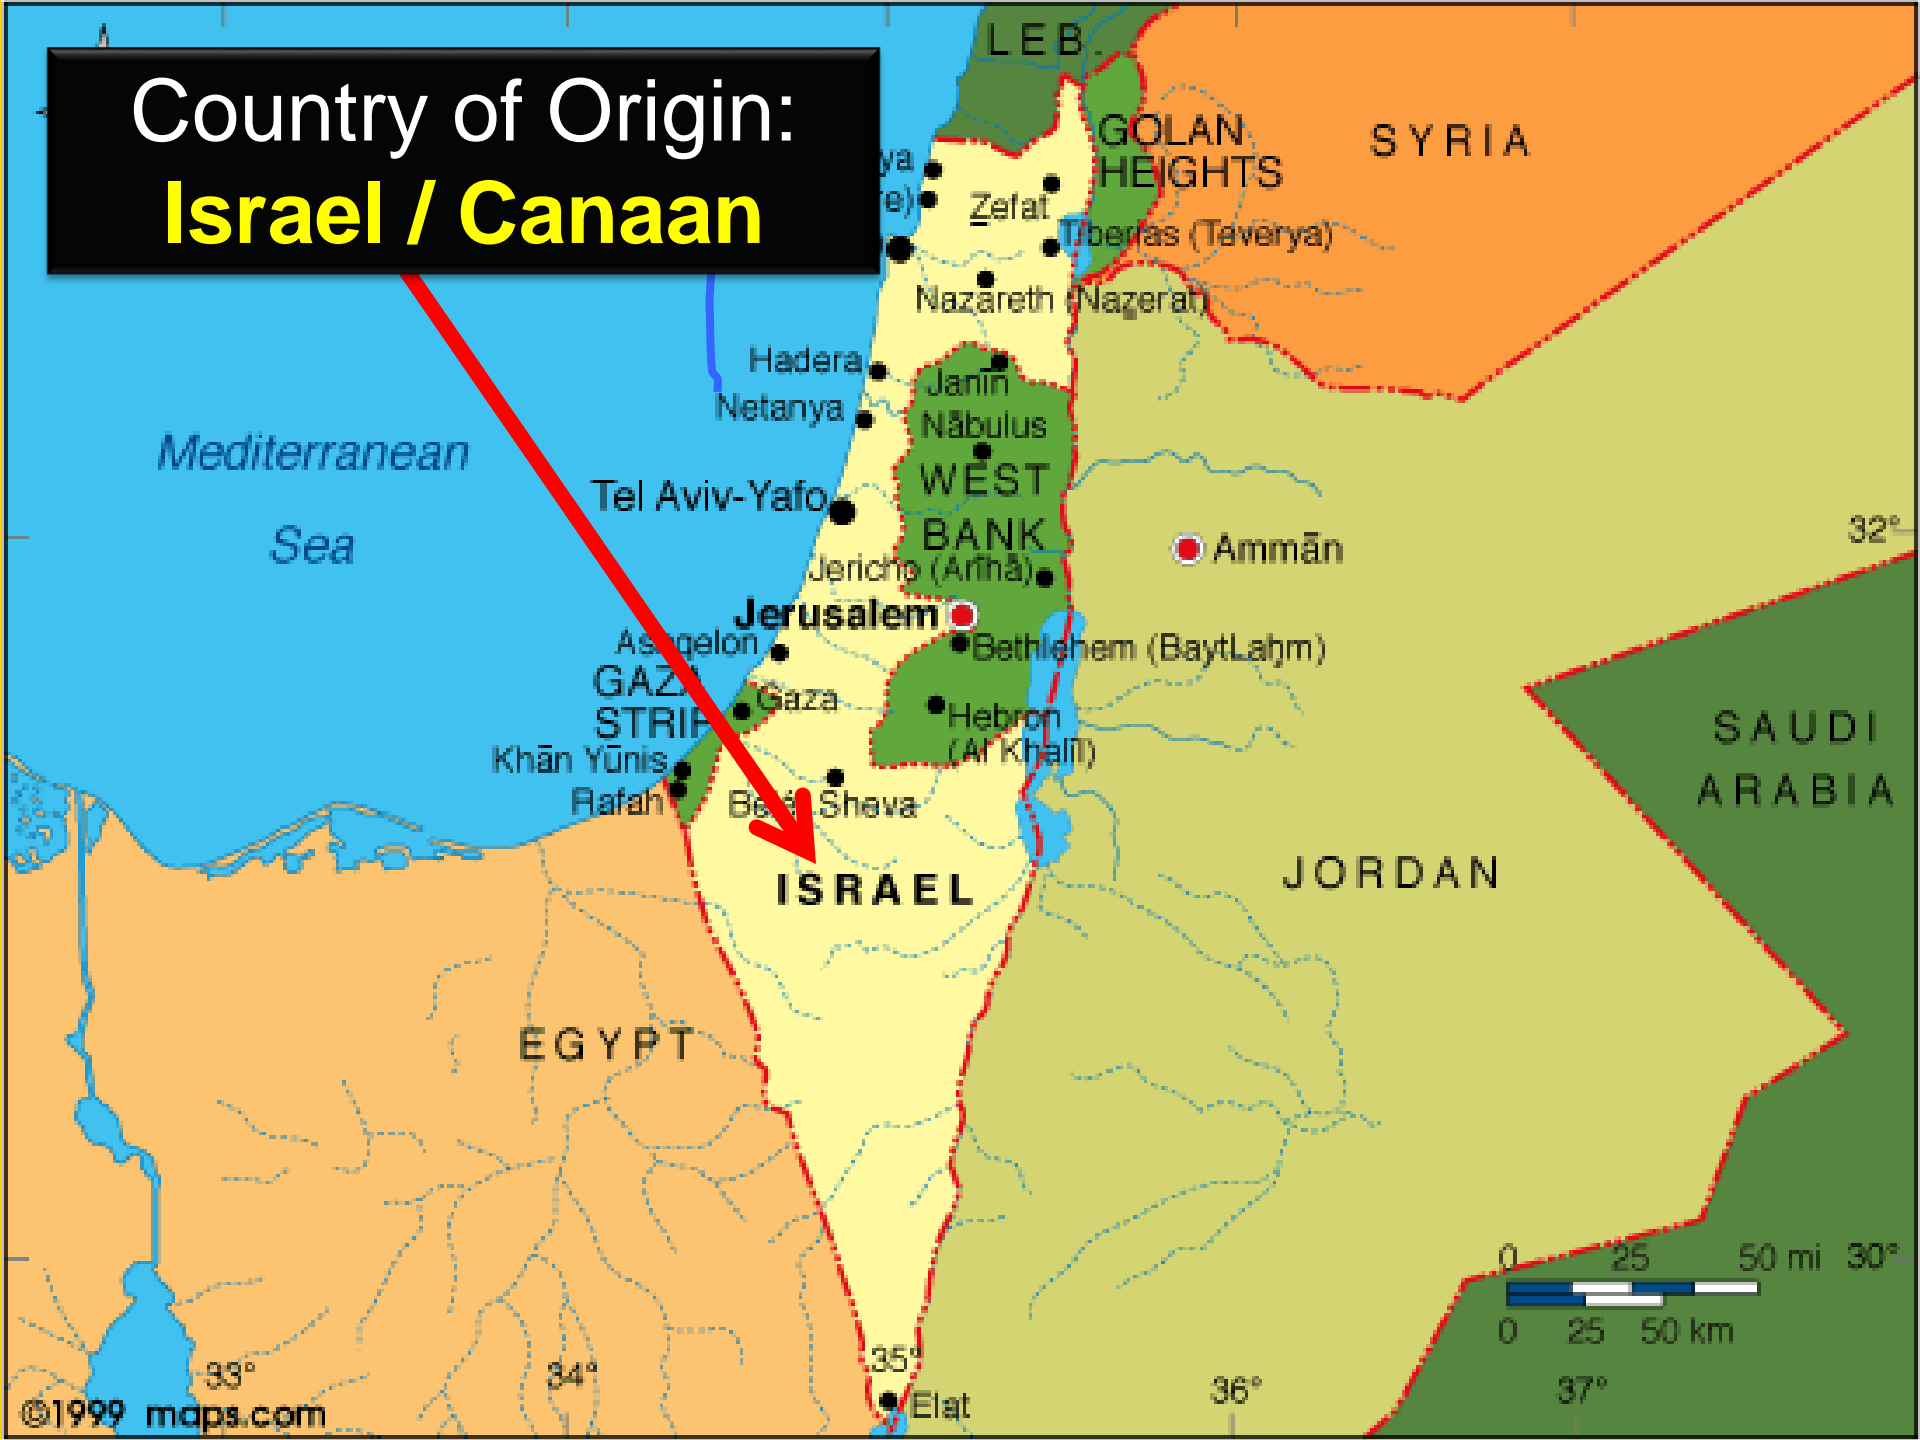 Country of Origin:
Israel / Canaan
LEB.
GOLAN
HEIGHTS
SYRIA
ya
e)
Zefat
Tiberias (Teverya)
Nazareth (Nazerat)
Hadera
Janin
Netanya
Nābulus
WEST
BANK
Mediterranean
Sea
Tel Aviv-Yafo
Jericho (Arīhā)
Ammān
32°
Jerusalem
Bethlehem (BaytLaḥm)
GAZA
STRIP
Gaza
Hebron
(Al Khalīl)
Khān Yūnis
Rafah
Sheva
SAUDI
ARABIA
ISRAEL
JORDAN
EGYPT
0 25 50 mi
30°
0 25 50 km
33°
34°
35°
36°
37°
Elat
©1999 maps.com